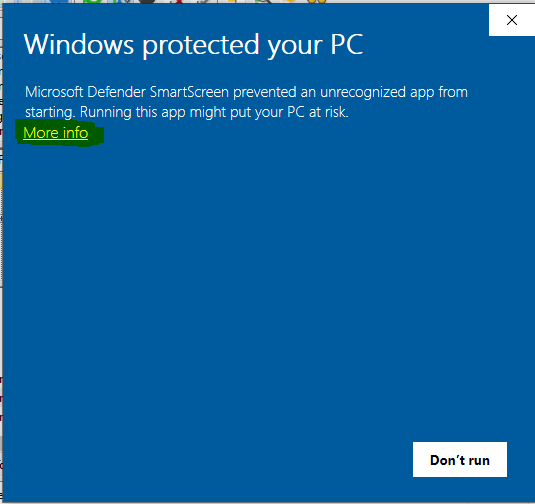 Windows protected your PC
Microsoft Defender SmartScreen prevented an unrecognized app from
starting. Running this app might put your PC at risk.
More info
Don't run